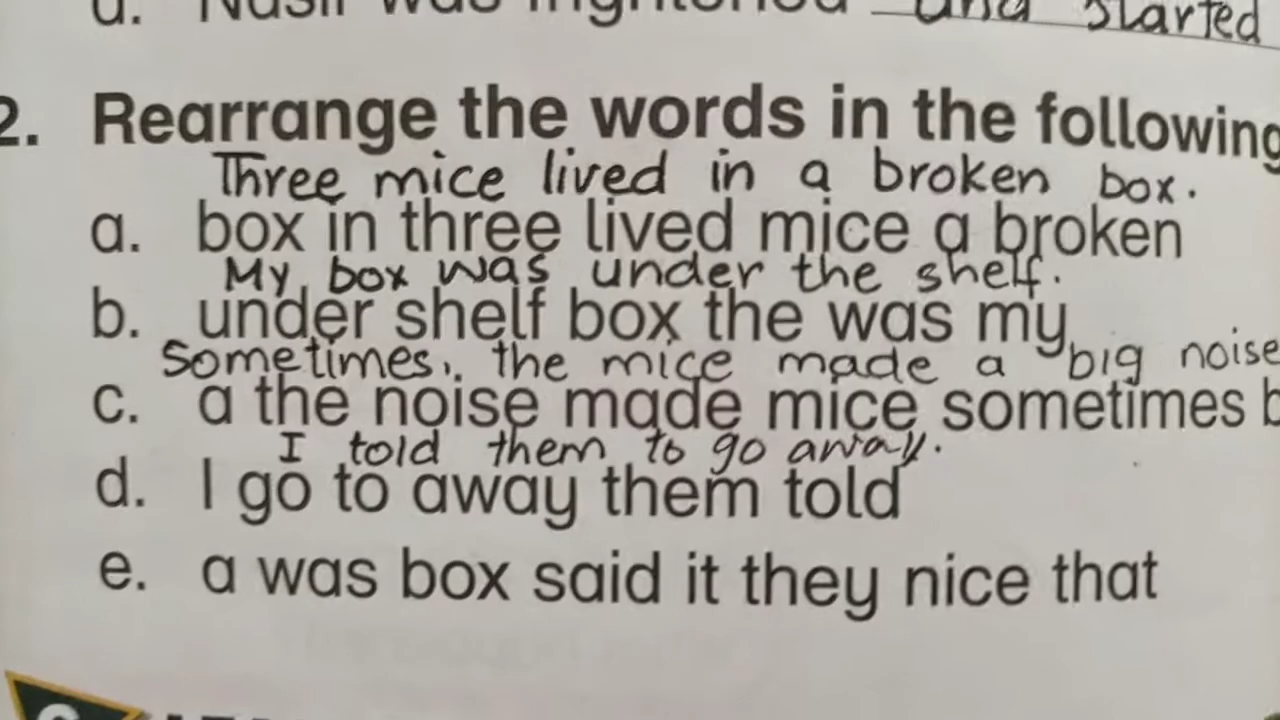 d. Nasir was frightened and started
2. Rearrange the words in the following
Three mice lived in a broken box.
a. box in three lived mice a broken
My box was under the shelf.
b. under shelf box the was my
Sometimes, the mice made a big noise
c. a the noise made mice sometimes b
I told them to go away.
d. I go to away them told
e. a was box said it they nice that